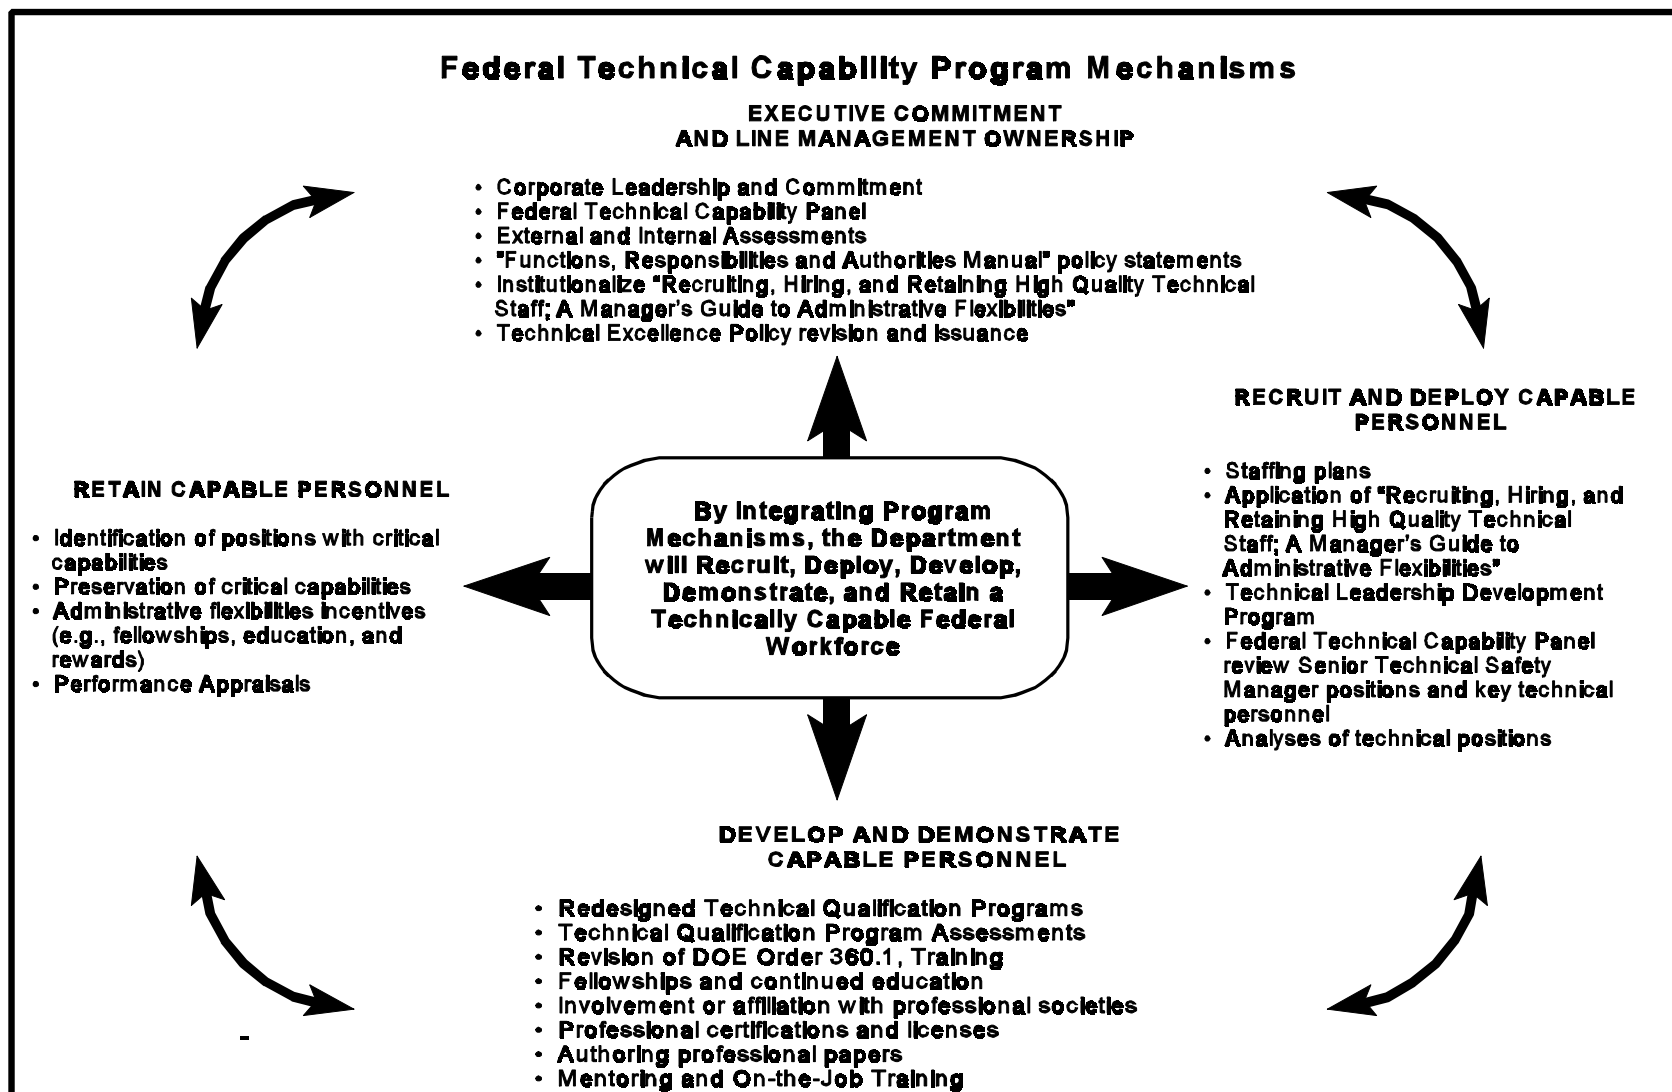 Federal Technical Capability Program Mechanisms
EXECUTIVE COMMITMENT
AND LINE MANAGEMENT OWNERSHIP
• Corporate Leadership and Commitment
• Federal Technical Capability Panel
• External and Internal Assessments
• "Functions, Responsibilities and Authorities Manual" policy statements
• Institutionalize "Recruiting, Hiring, and Retaining High Quality Technical
Staff; A Manager's Guide to Administrative Flexibilities"
• Technical Excellence Policy revision and issuance
RETAIN CAPABLE PERSONNEL
• Identification of positions with critical
capabilities
• Preservation of critical capabilities
• Administrative flexibilities incentives
(e.g., fellowships, education, and
rewards)
• Performance Appraisals
By Integrating Program
Mechanisms, the Department
will Recruit, Deploy, Develop,
Demonstrate, and Retain a
Technically Capable Federal
Workforce
RECRUIT AND DEPLOY CAPABLE
PERSONNEL
• Staffing plans
• Application of "Recruiting, Hiring, and
Retaining High Quality Technical
Staff; A Manager's Guide to
Administrative Flexibilities"
• Technical Leadership Development
Program
• Federal Technical Capability Panel
review Senior Technical Safety
Manager positions and key technical
personnel
• Analyses of technical positions
DEVELOP AND DEMONSTRATE
CAPABLE PERSONNEL
• Redesigned Technical Qualification Programs
• Technical Qualification Program Assessments
• Revision of DOE Order 360.1, Training
• Fellowships and continued education
• Involvement or affiliation with professional societies
• Professional certifications and licenses
• Authoring professional papers
• Mentoring and On-the-Job Training